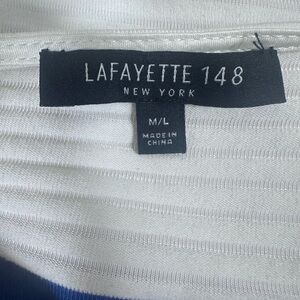 LAFAYETTE 148
NEW YORK
M/L
MADE IN
CHINA